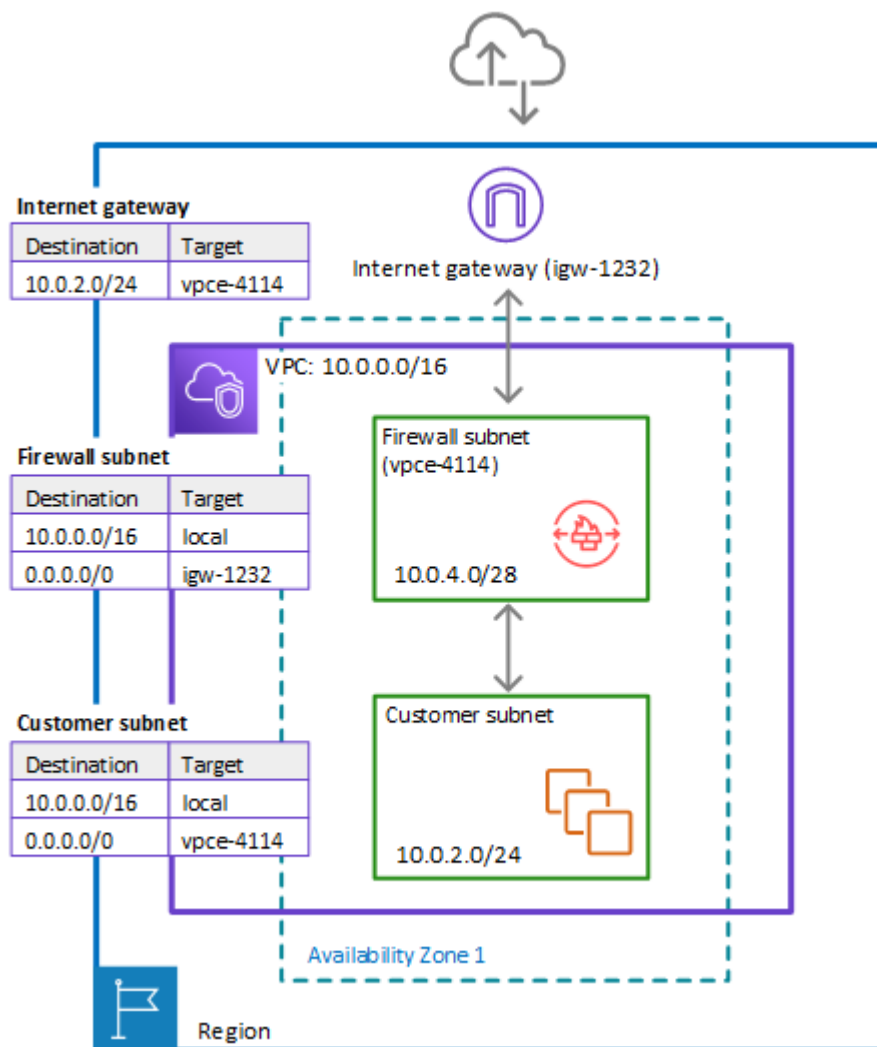 Internet gateway
Destination Target
10.0.2.0/24 vpce-4114
Internet gateway (igw-1232)
VPC: 10.0.0.0/16
Firewall subnet
(vpce-4114)
10.0.4.0/28
Firewall subnet
Destination Target
10.0.0.0/16 local
0.0.0.0/0 igw-1232
Customer subnet
10.0.2.0/24
Customer subnet
Destination Target
10.0.0.0/16 local
0.0.0.0/0 vpce-4114
Availability Zone 1
Region